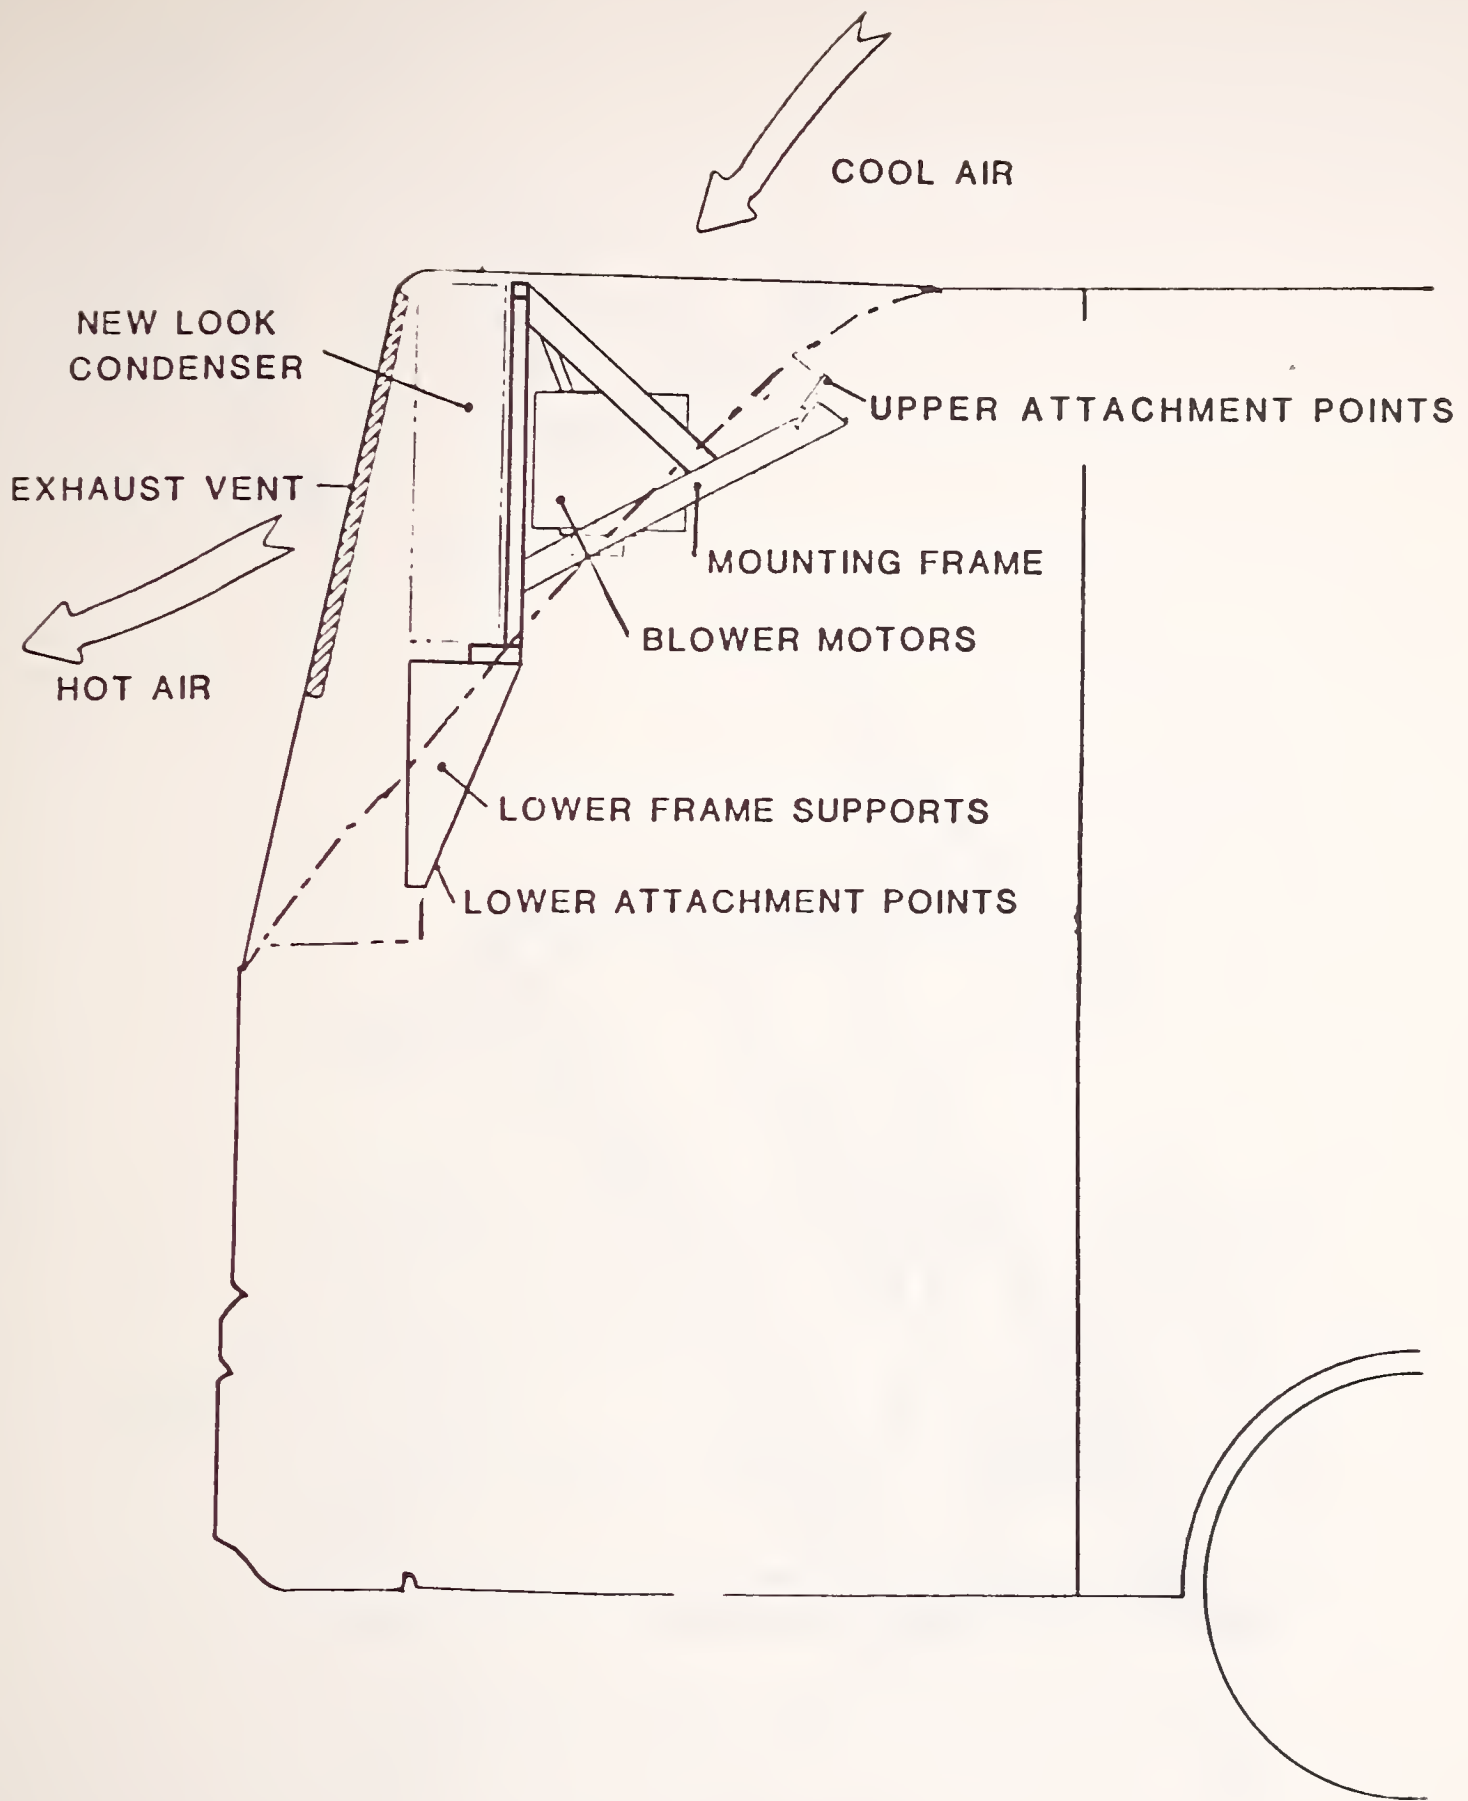 COOL AIR
NEW LOOK
CONDENSER
UPPER ATTACHMENT POINTS
EXHAUST VENT
MOUNTING FRAME
BLOWER MOTORS
HOT AIR
LOWER FRAME SUPPORTS
LOWER ATTACHMENT POINTS